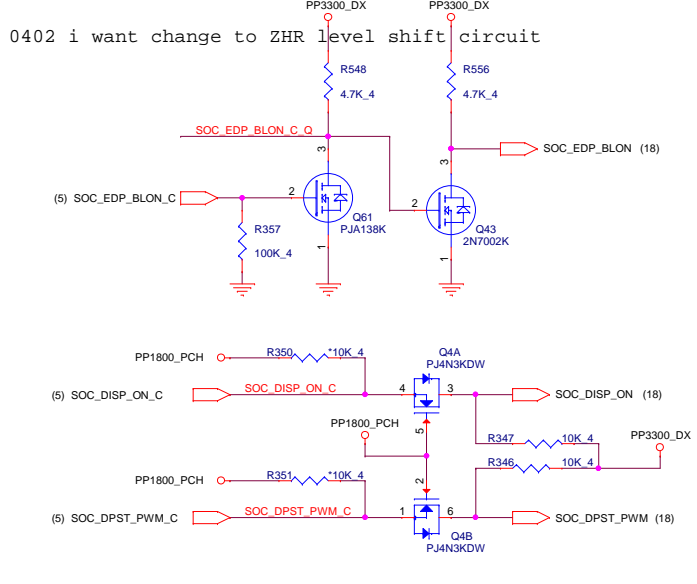 PP3300_DX PP3300_DX
0402 i want change to ZHR level shift circuit
R548 R556
4.7K_4 4.7K_4
SOC_EDP_BLON_C_Q
3 3 SOC_EDP_BLON (18)
(5) SOC_EDP_BLON_C 2 2
Q61 Q43
PJA138K 2N7002K
R357
100K_4
1 1
Q4A
PJ4N3KDW
PP1800_PCH R350 *10K_4
(5) SOC_DISP_ON_C SOC_DISP_ON_C 4 3 SOC_DISP_ON (18)
PP1800_PCH 5
R347 10K_4 PP3300_DX
R346 10K_4
PP1800_PCH R351 *10K_4 2
(5) SOC_DPST_PWM_C SOC_DPST_PWM_C 1 6 SOC_DPST_PWM (18)
Q4B
PJ4N3KDW